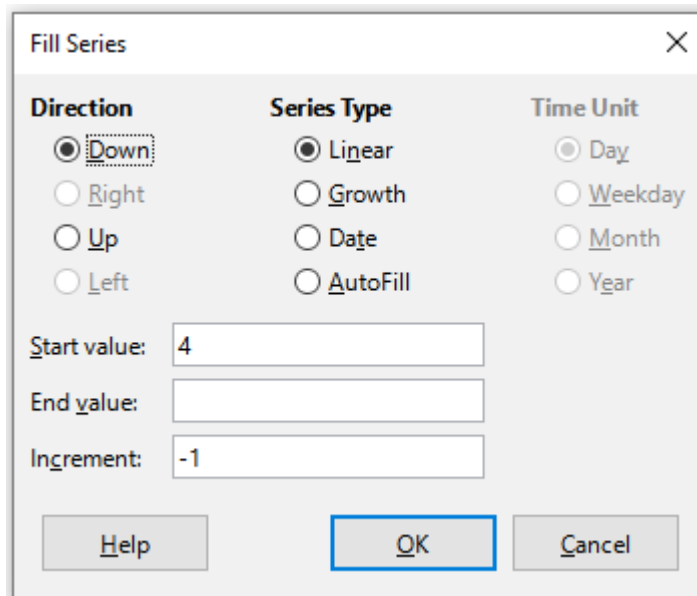 Fill Series
Direction Series Type Time Unit
Down Linear Day
Right Growth Weekday
Up Date Month
Left AutoFill Year
Start value: 4
End value:
Increment: -1
Help OK Cancel